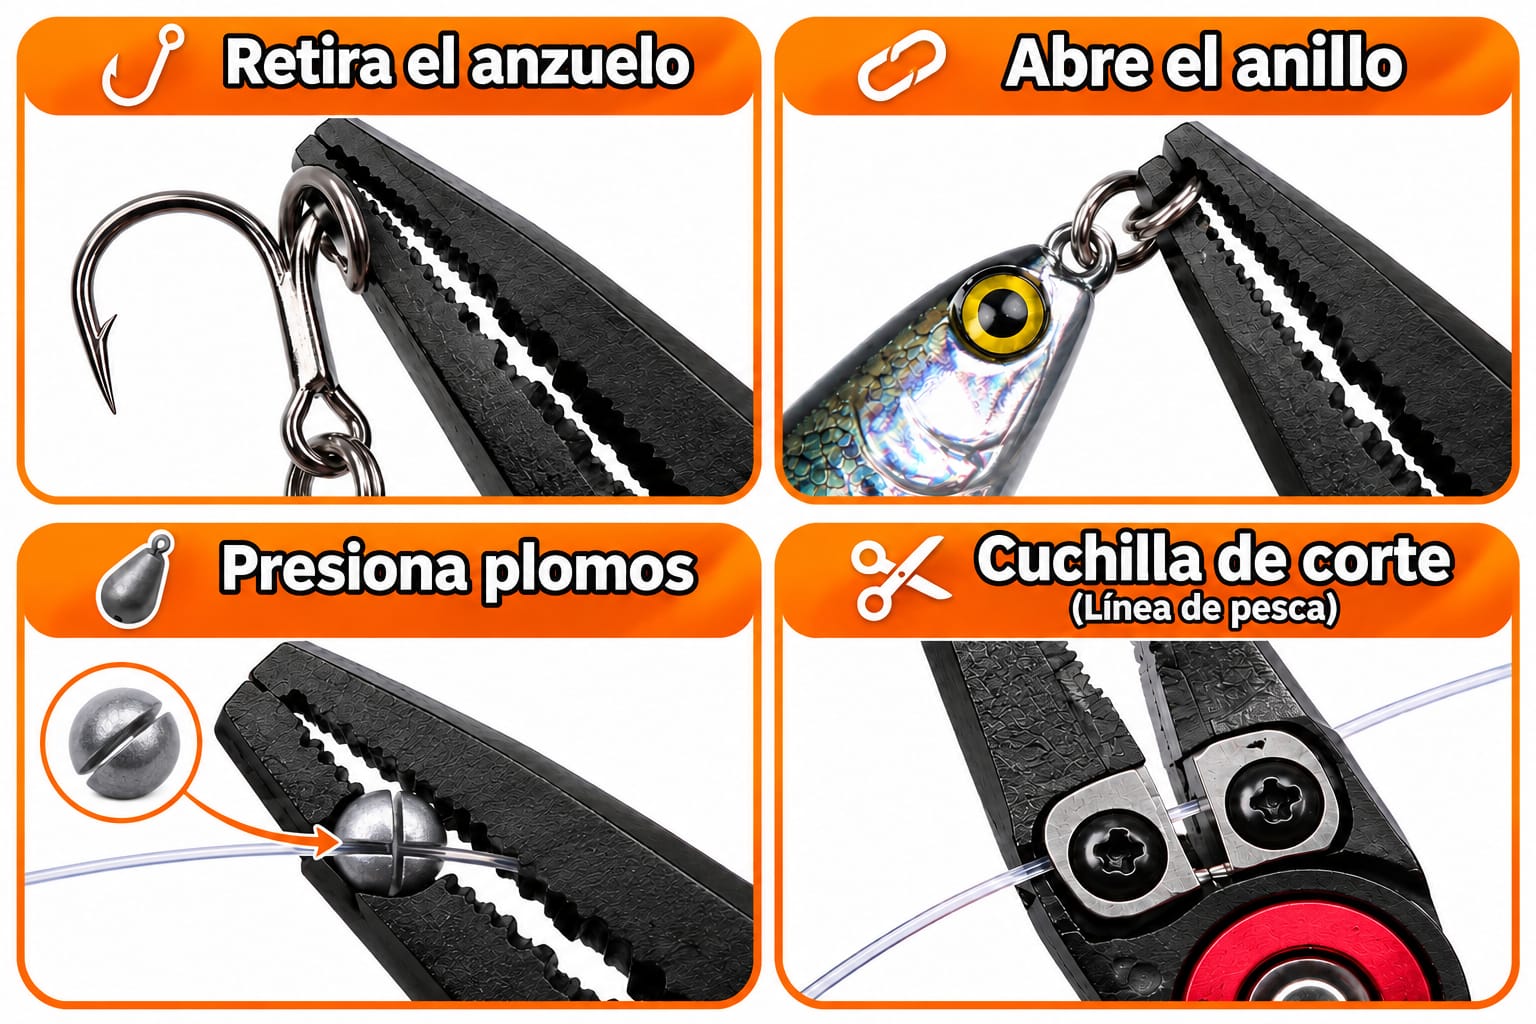 Retira el anzuelo
Abre el anillo
Presiona plomos
Cuchilla de corte
(Línea de pesca)